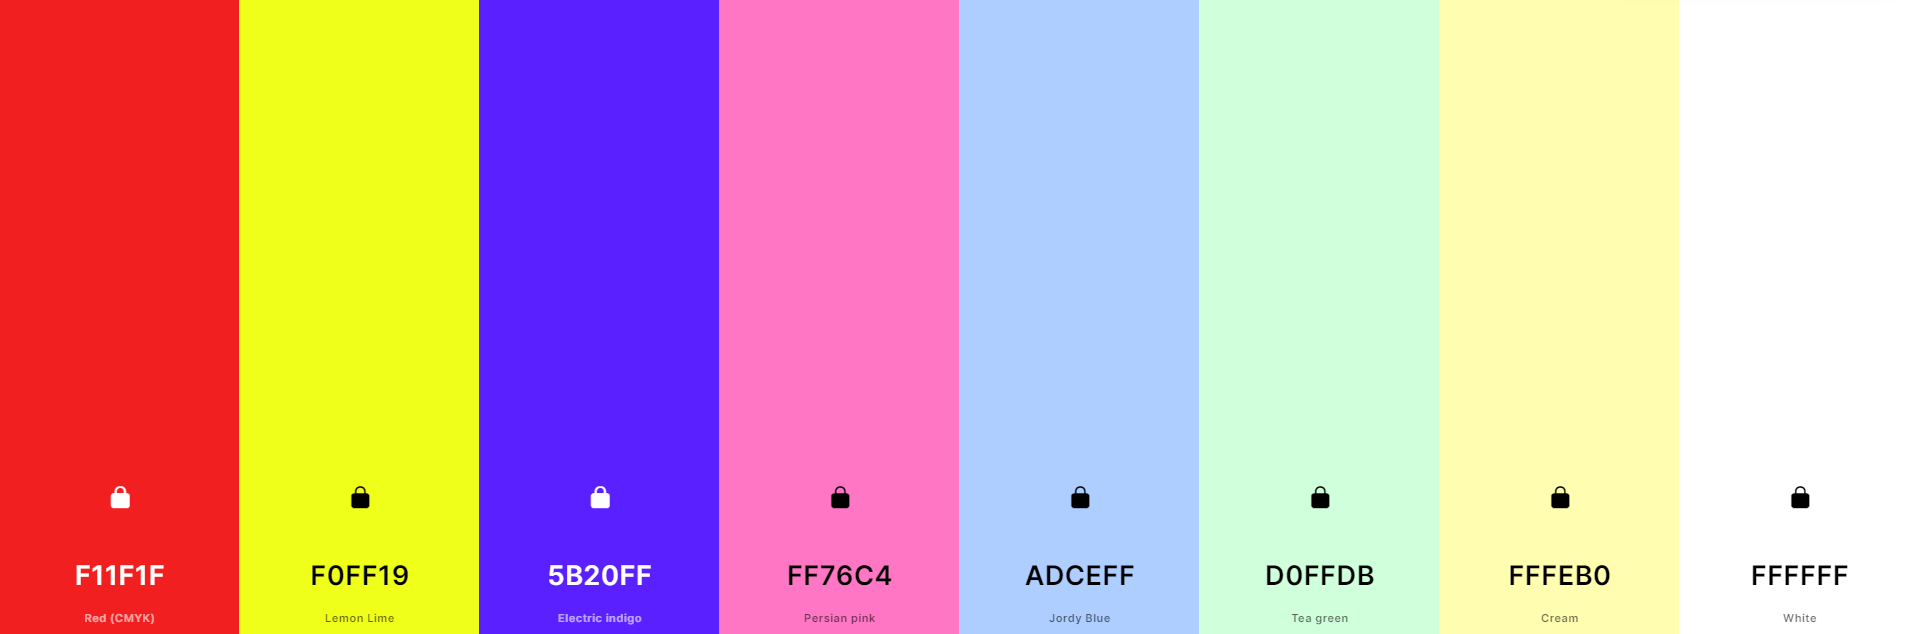 F11F1F
Red (CMYK)
F0FF19
Lemon Lime
5B20FF
Electric indigo
FF76C4
Persian pink
ADCEFF
Jordy Blue
D0FFDB
Tea green
FFFEB0
Cream
FFFFFF
White